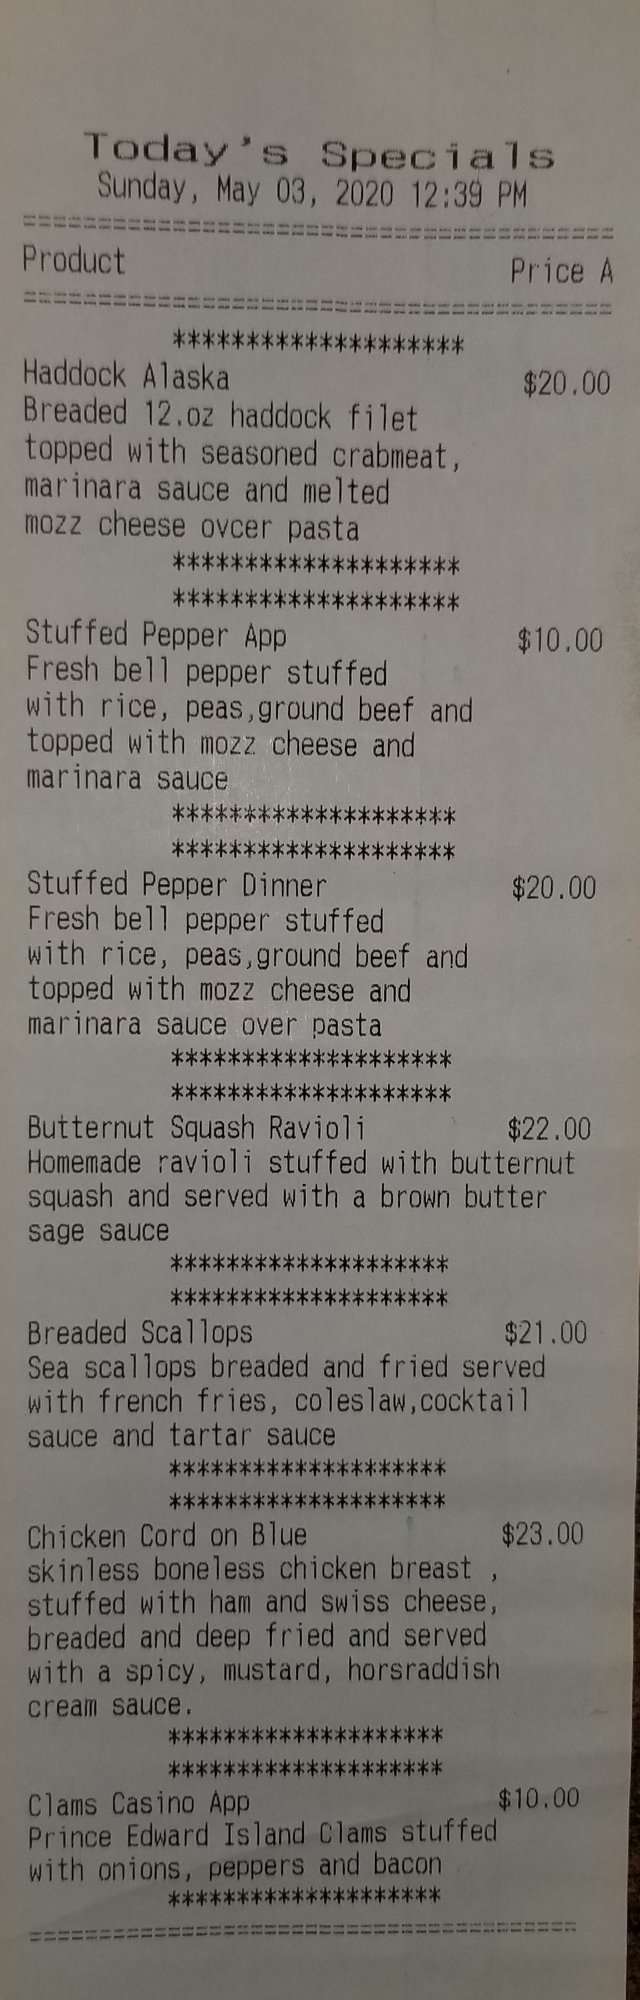 Today's Specials
Sunday, May 03, 2020 12:39 PM
========================================
Product Price A
========================================
********************
Haddock Alaska $20.00
Breaded 12.oz haddock filet
topped with seasoned crabmeat,
marinara sauce and melted
mozz cheese ovcer pasta
********************
********************
Stuffed Pepper App $10.00
Fresh bell pepper stuffed
with rice, peas,ground beef and
topped with mozz cheese and
marinara sauce
********************
********************
Stuffed Pepper Dinner $20.00
Fresh bell pepper stuffed
with rice, peas,ground beef and
topped with mozz cheese and
marinara sauce over pasta
********************
********************
Butternut Squash Ravioli $22.00
Homemade ravioli stuffed with butternut
squash and served with a brown butter
sage sauce
********************
********************
Breaded Scallops $21.00
Sea scallops breaded and fried served
with french fries, coleslaw,cocktail
sauce and tartar sauce
********************
********************
Chicken Cord on Blue $23.00
skinless boneless chicken breast ,
stuffed with ham and swiss cheese,
breaded and deep fried and served
with a spicy, mustard, horsraddish
cream sauce.
********************
********************
Clams Casino App $10.00
Prince Edward Island Clams stuffed
with onions, peppers and bacon
********************
========================================